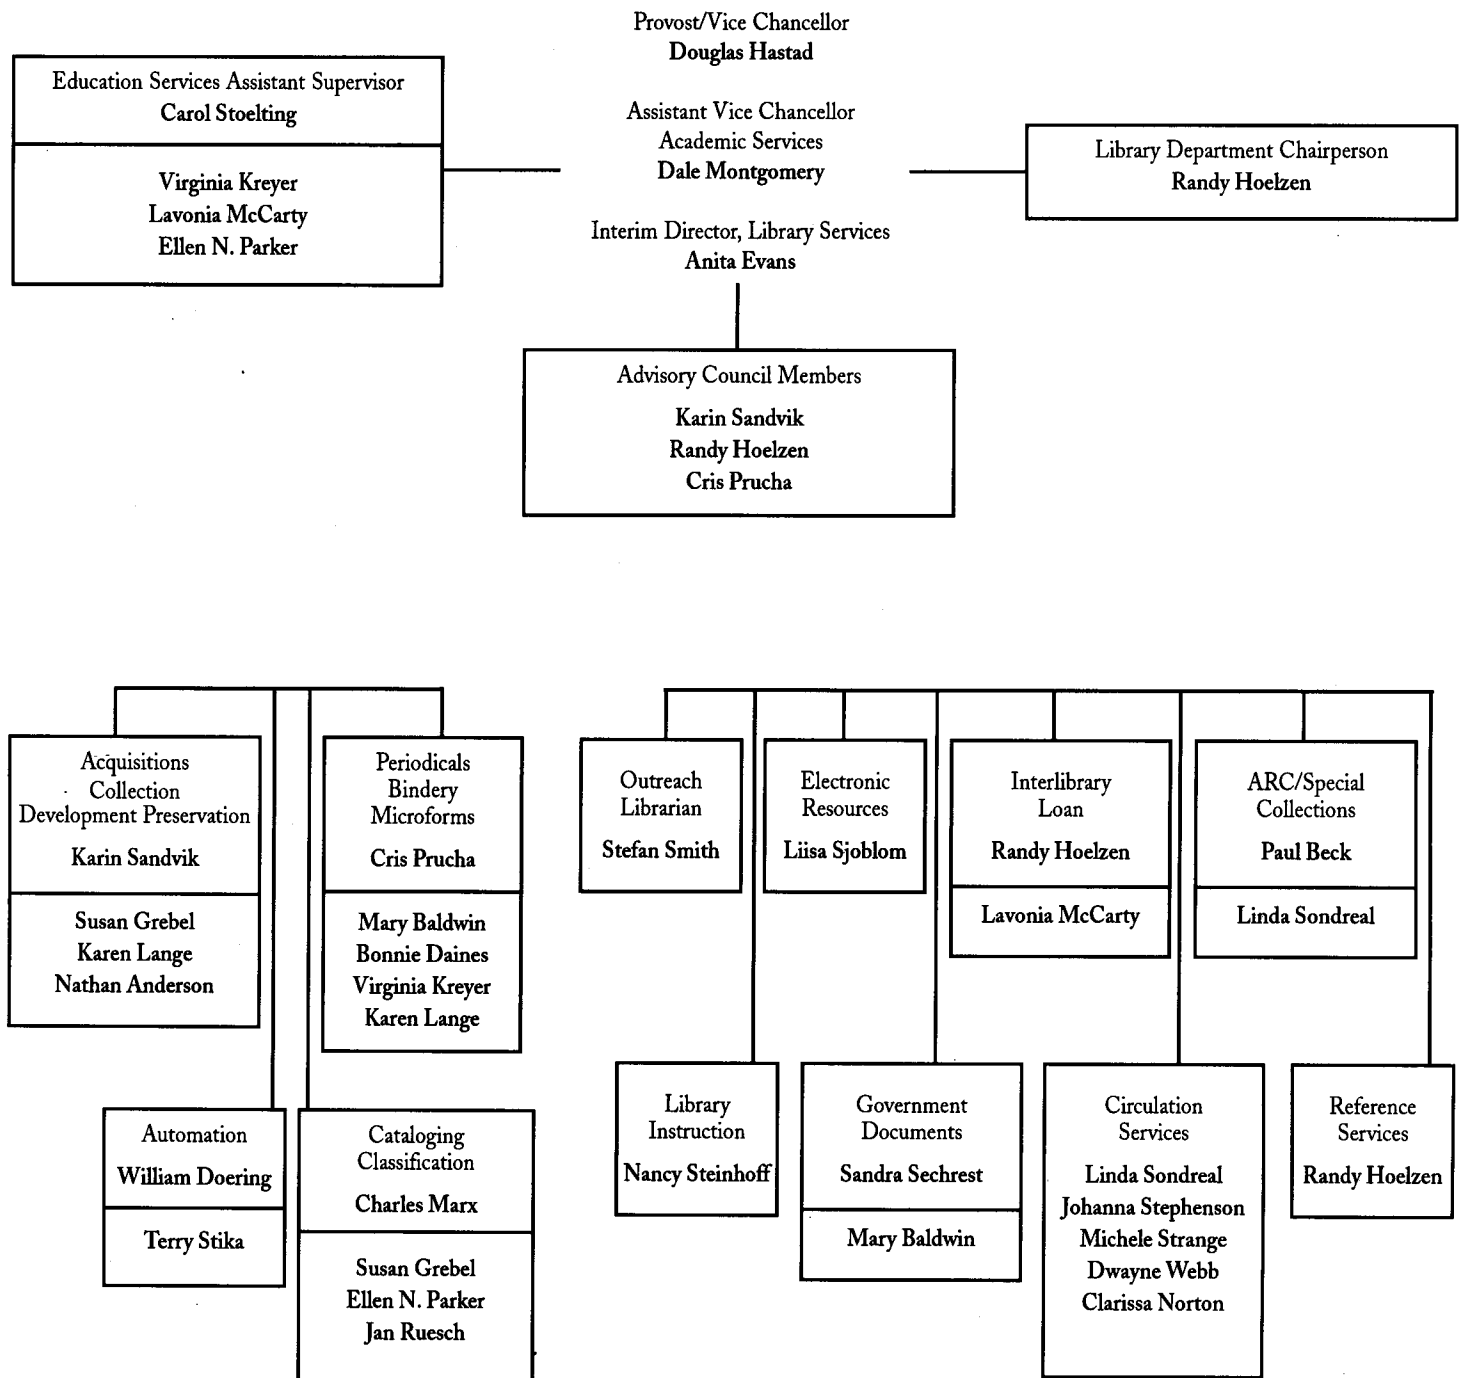 Provost/Vice Chancellor
Douglas Hastad
Education Services Assistant Supervisor
Carol Stoelting
Virginia Kreyer
Lavonia McCarty
Ellen N. Parker
Assistant Vice Chancellor
Academic Services
Dale Montgomery
Library Department Chairperson
Randy Hoelzen
Interim Director, Library Services
Anita Evans
Advisory Council Members
Karin Sandvik
Randy Hoelzen
Cris Prucha
Acquisitions
Collection
Development Preservation
Karin Sandvik
Susan Grebel
Karen Lange
Nathan Anderson
Periodicals
Bindery
Microforms
Cris Prucha
Mary Baldwin
Bonnie Daines
Virginia Kreyer
Karen Lange
Automation
William Doering
Terry Stika
Cataloging
Classification
Charles Marx
Susan Grebel
Ellen N. Parker
Jan Ruesch
Outreach
Librarian
Stefan Smith
Electronic
Resources
Liisa Sjoblom
Interlibrary
Loan
Randy Hoelzen
Lavonia McCarty
ARC/Special
Collections
Paul Beck
Linda Sondreal
Library
Instruction
Nancy Steinhoff
Government
Documents
Sandra Sechrest
Mary Baldwin
Circulation
Services
Linda Sondreal
Johanna Stephenson
Michele Strange
Dwayne Webb
Clarissa Norton
Reference
Services
Randy Hoelzen